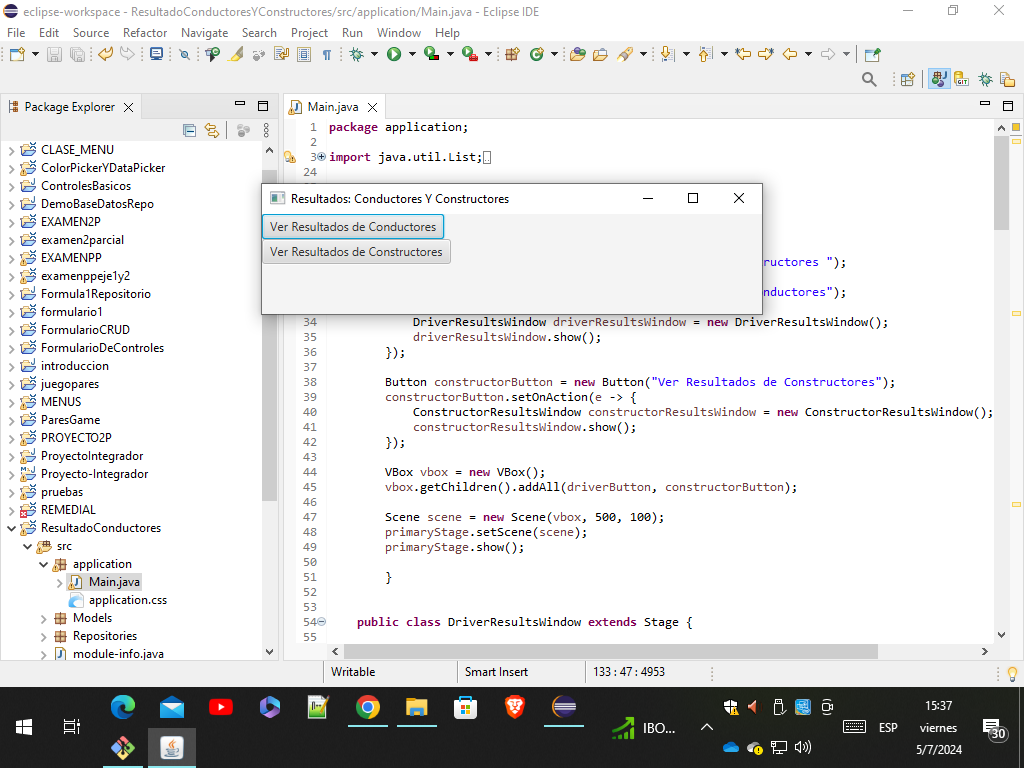 eclipse-workspace - ResultadoConductoresYConstructores/src/application/Main.java - Eclipse IDE
File Edit Source Refactor Navigate Search Project Run Window Help
Package Explorer
CLASE_MENU
ColorPickerYDataPicker
ControlesBasicos
DemoBaseDatosRepo
EXAMEN2P
examen2parcial
EXAMENPP
examenppeje1y2
Formula1Repositorio
formulario1
FormularioCRUD
FormularioDeControles
introduccion
juegopares
MENUS
ParesGame
PROYECTO2P
ProyectoIntegrador
Proyecto-Integrador
pruebas
REMEDIAL
ResultadoConductores
src
application
Main.java
application.css
Models
Repositories
module-info.java
Main.java
1 package application;
2
3 import java.util.List;
24
Resultados: Conductores Y Constructores
Ver Resultados de Conductores
Ver Resultados de Constructores
ructores ");
nductores");
34 DriverResultsWindow driverResultsWindow = new DriverResultsWindow();
35 driverResultsWindow.show();
36 });
37
38 Button constructorButton = new Button("Ver Resultados de Constructores");
39 constructorButton.setOnAction(e -> {
40 ConstructorResultsWindow constructorResultsWindow = new ConstructorResultsWindow();
41 constructorResultsWindow.show();
42 });
43
44 VBox vbox = new VBox();
45 vbox.getChildren().addAll(driverButton, constructorButton);
46
47 Scene scene = new Scene(vbox, 500, 100);
48 primaryStage.setScene(scene);
49 primaryStage.show();
50
51 }
52
53
54 public class DriverResultsWindow extends Stage {
55
Writable Smart Insert 133 : 47 : 4953
IBO...
ESP
15:37
viernes
5/7/2024
30